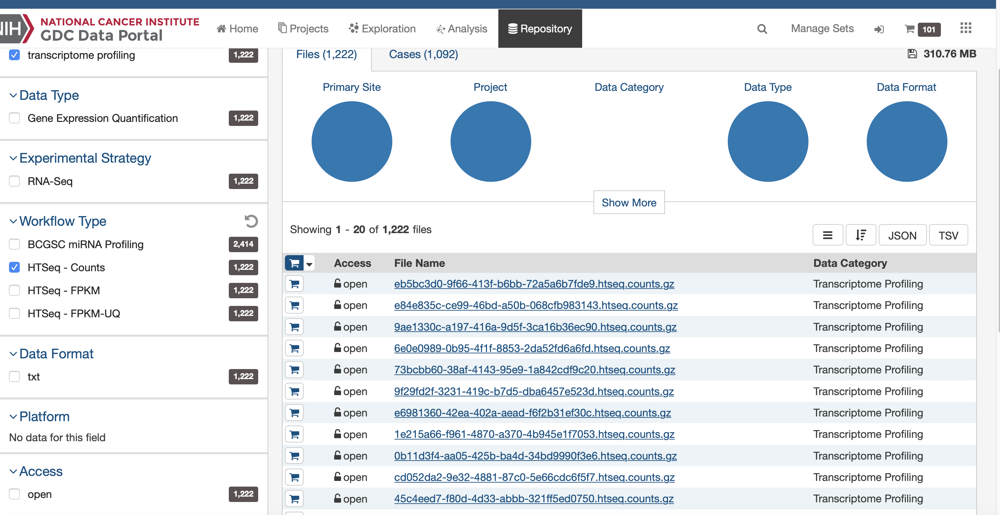 NIH
NATIONAL CANCER INSTITUTE
GDC Data Portal
Home
Projects
Exploration
Analysis
Repository
Manage Sets
101
transcriptome profiling 1,222
Data Type
Gene Expression Quantification 1,222
Experimental Strategy
RNA-Seq 1,222
Workflow Type
BCGSC miRNA Profiling 2,414
HTSeq - Counts 1,222
HTSeq - FPKM 1,222
HTSeq - FPKM-UQ 1,222
Data Format
txt 1,222
Platform
No data for this field
Access
open 1,222
Files (1,222)
Cases (1,092)
310.76 MB
Primary Site
Project
Data Category
Data Type
Data Format
Show More
Showing 1 - 20 of 1,222 files
JSON
TSV
Access File Name Data Category
open eb5bc3d0-9f66-413f-b6bb-72a5a6b7fde9.htseq.counts.gz Transcriptome Profiling
open e84e835c-ce99-46bd-a50b-068cfb983143.htseq.counts.gz Transcriptome Profiling
open 9ae1330c-a197-416a-9d5f-3ca16b36ec90.htseq.counts.gz Transcriptome Profiling
open 6e0e0989-0b95-4f1f-8853-2da52fd6a6fd.htseq.counts.gz Transcriptome Profiling
open 73bcbb60-38af-4143-95e9-1a842cdf9c20.htseq.counts.gz Transcriptome Profiling
open 9f29fd2f-3231-419c-b7d5-dba6457e523d.htseq.counts.gz Transcriptome Profiling
open e6981360-42ea-402a-aead-f6f2b31ef30c.htseq.counts.gz Transcriptome Profiling
open 1e215a66-f961-4870-a370-4b945e1f7053.htseq.counts.gz Transcriptome Profiling
open 0b11d3f4-aa05-425b-ba4d-34bd9990f3e6.htseq.counts.gz Transcriptome Profiling
open cd052da2-9e32-4881-87c0-5e66cdc6f5f7.htseq.counts.gz Transcriptome Profiling
open 45c4eed7-f80d-4d33-abbb-321ff5ed0750.htseq.counts.gz Transcriptome Profiling